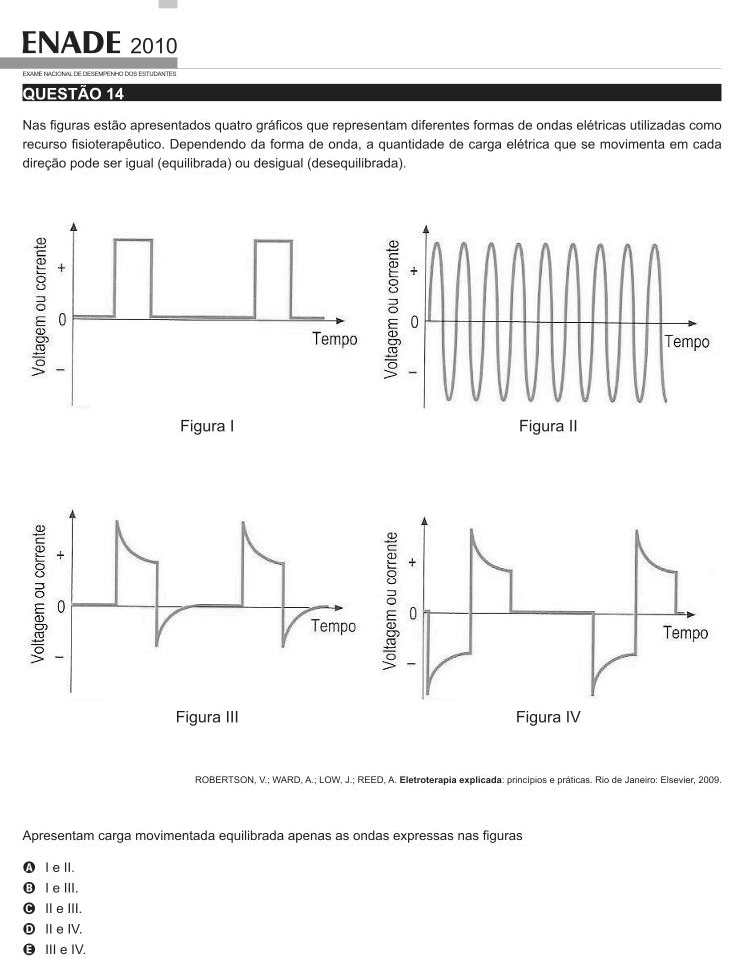 ENADE 2010
EXAME NACIONAL DE DESEMPENHO DOS ESTUDANTES
QUESTÃO 14
Nas figuras estão apresentados quatro gráficos que representam diferentes formas de ondas elétricas utilizadas como
recurso fisioterapêutico. Dependendo da forma de onda, a quantidade de carga elétrica que se movimenta em cada
direção pode ser igual (equilibrada) ou desigual (desequilibrada).
Voltagem ou corrente
+
0
–
Tempo
Figura I
Voltagem ou corrente
+
0
–
Tempo
Figura II
Voltagem ou corrente
+
0
–
Tempo
Figura III
Voltagem ou corrente
+
0
–
Tempo
Figura IV
ROBERTSON, V.; WARD, A.; LOW, J.; REED, A. Eletroterapia explicada: princípios e práticas. Rio de Janeiro: Elsevier, 2009.
Apresentam carga movimentada equilibrada apenas as ondas expressas nas figuras
A I e II.
B I e III.
C II e III.
D II e IV.
E III e IV.